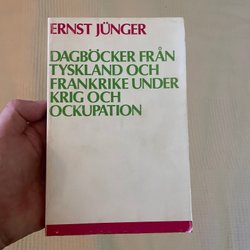 ERNST JÜNGER
DAGBÖCKER FRÅN
TYSKLAND OCH
FRANKRIKE UNDER
KRIG OCH
OCKUPATION